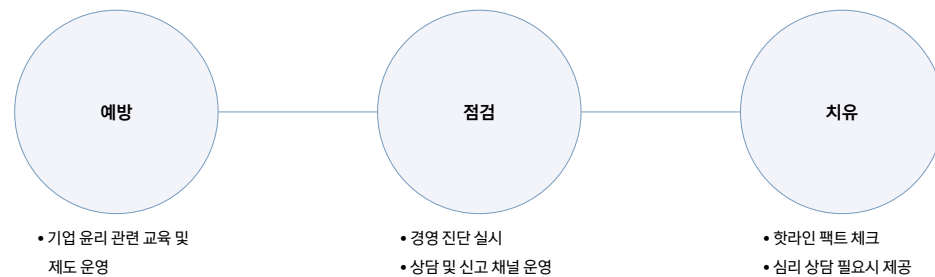 예방
점검
치유
• 기업 윤리 관련 교육 및
제도 운영
• 경영 진단 실시
• 상담 및 신고 채널 운영
• 핫라인 팩트 체크
• 심리 상담 필요시 제공